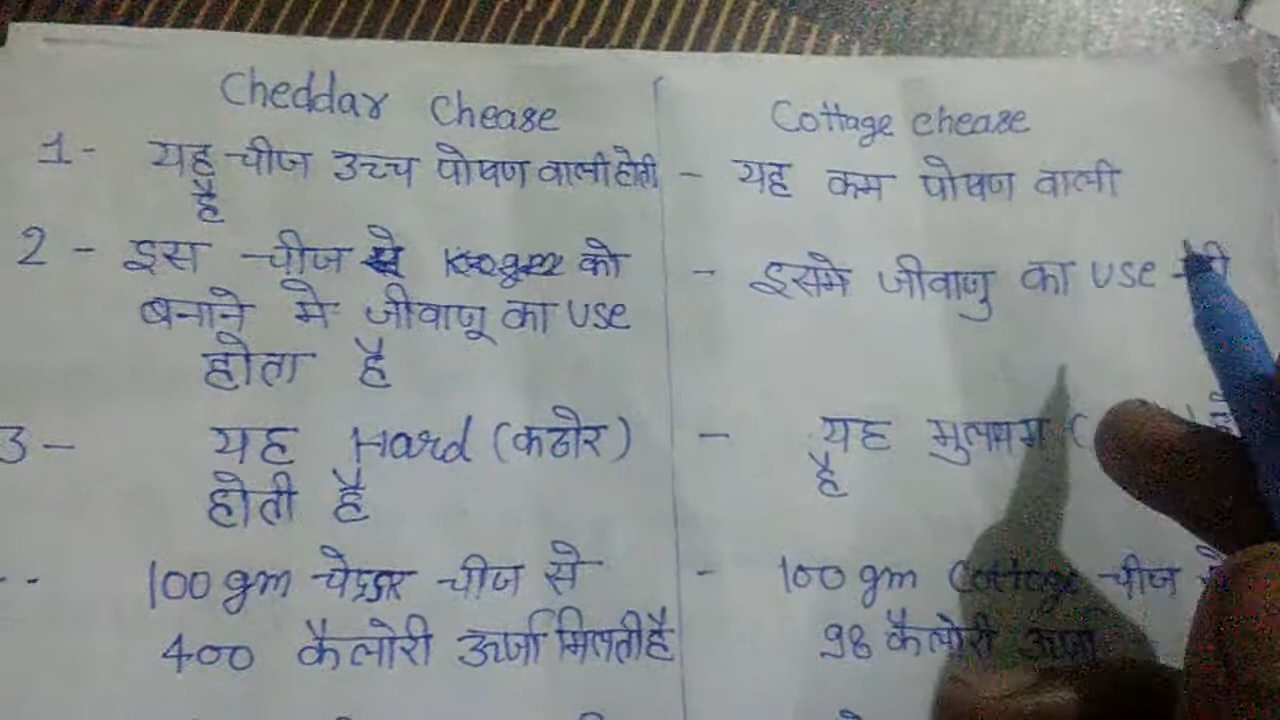 Cheddar Chease
Cottage chease
1- यह चीज उच्च पोषण वाली होती
है
- यह कम पोषण वाली
2 - इस चीज को
बनाने मे जीवाणू का use
होता है
- इसमे जीवाणु का use
3 - यह Hard (कठोर)
होती है
- यह मुलायम (
है
100 gm चेड्डर चीज से
400 कैलोरी ऊर्जा मिलती है
- 100 gm Cottage चीज
98 कैलोरी ऊर्जा